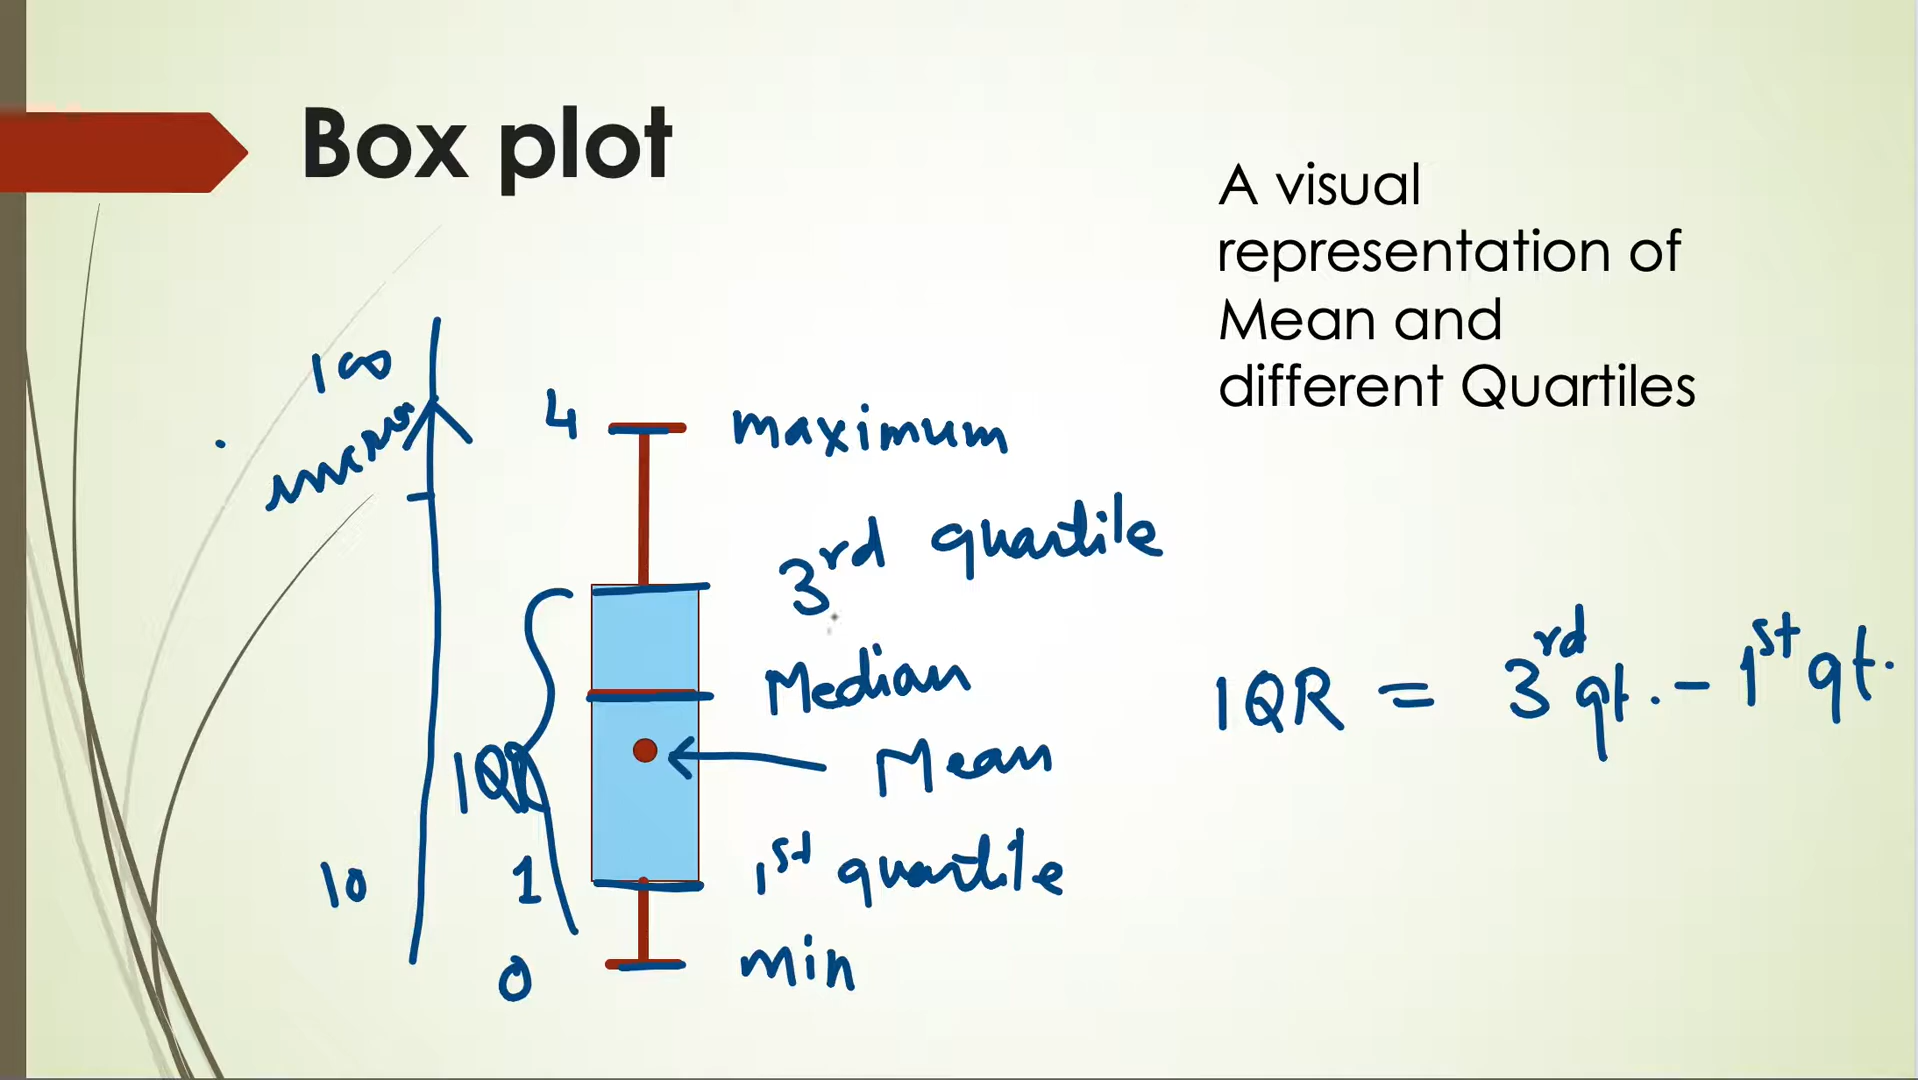 Box plot
A visual
representation of
Mean and
different Quartiles
100
4
maximum
3rd quartile
Median
IQR
Mean
10
1
1st quartile
0
min
IQR = 3rd qt. - 1st qt.